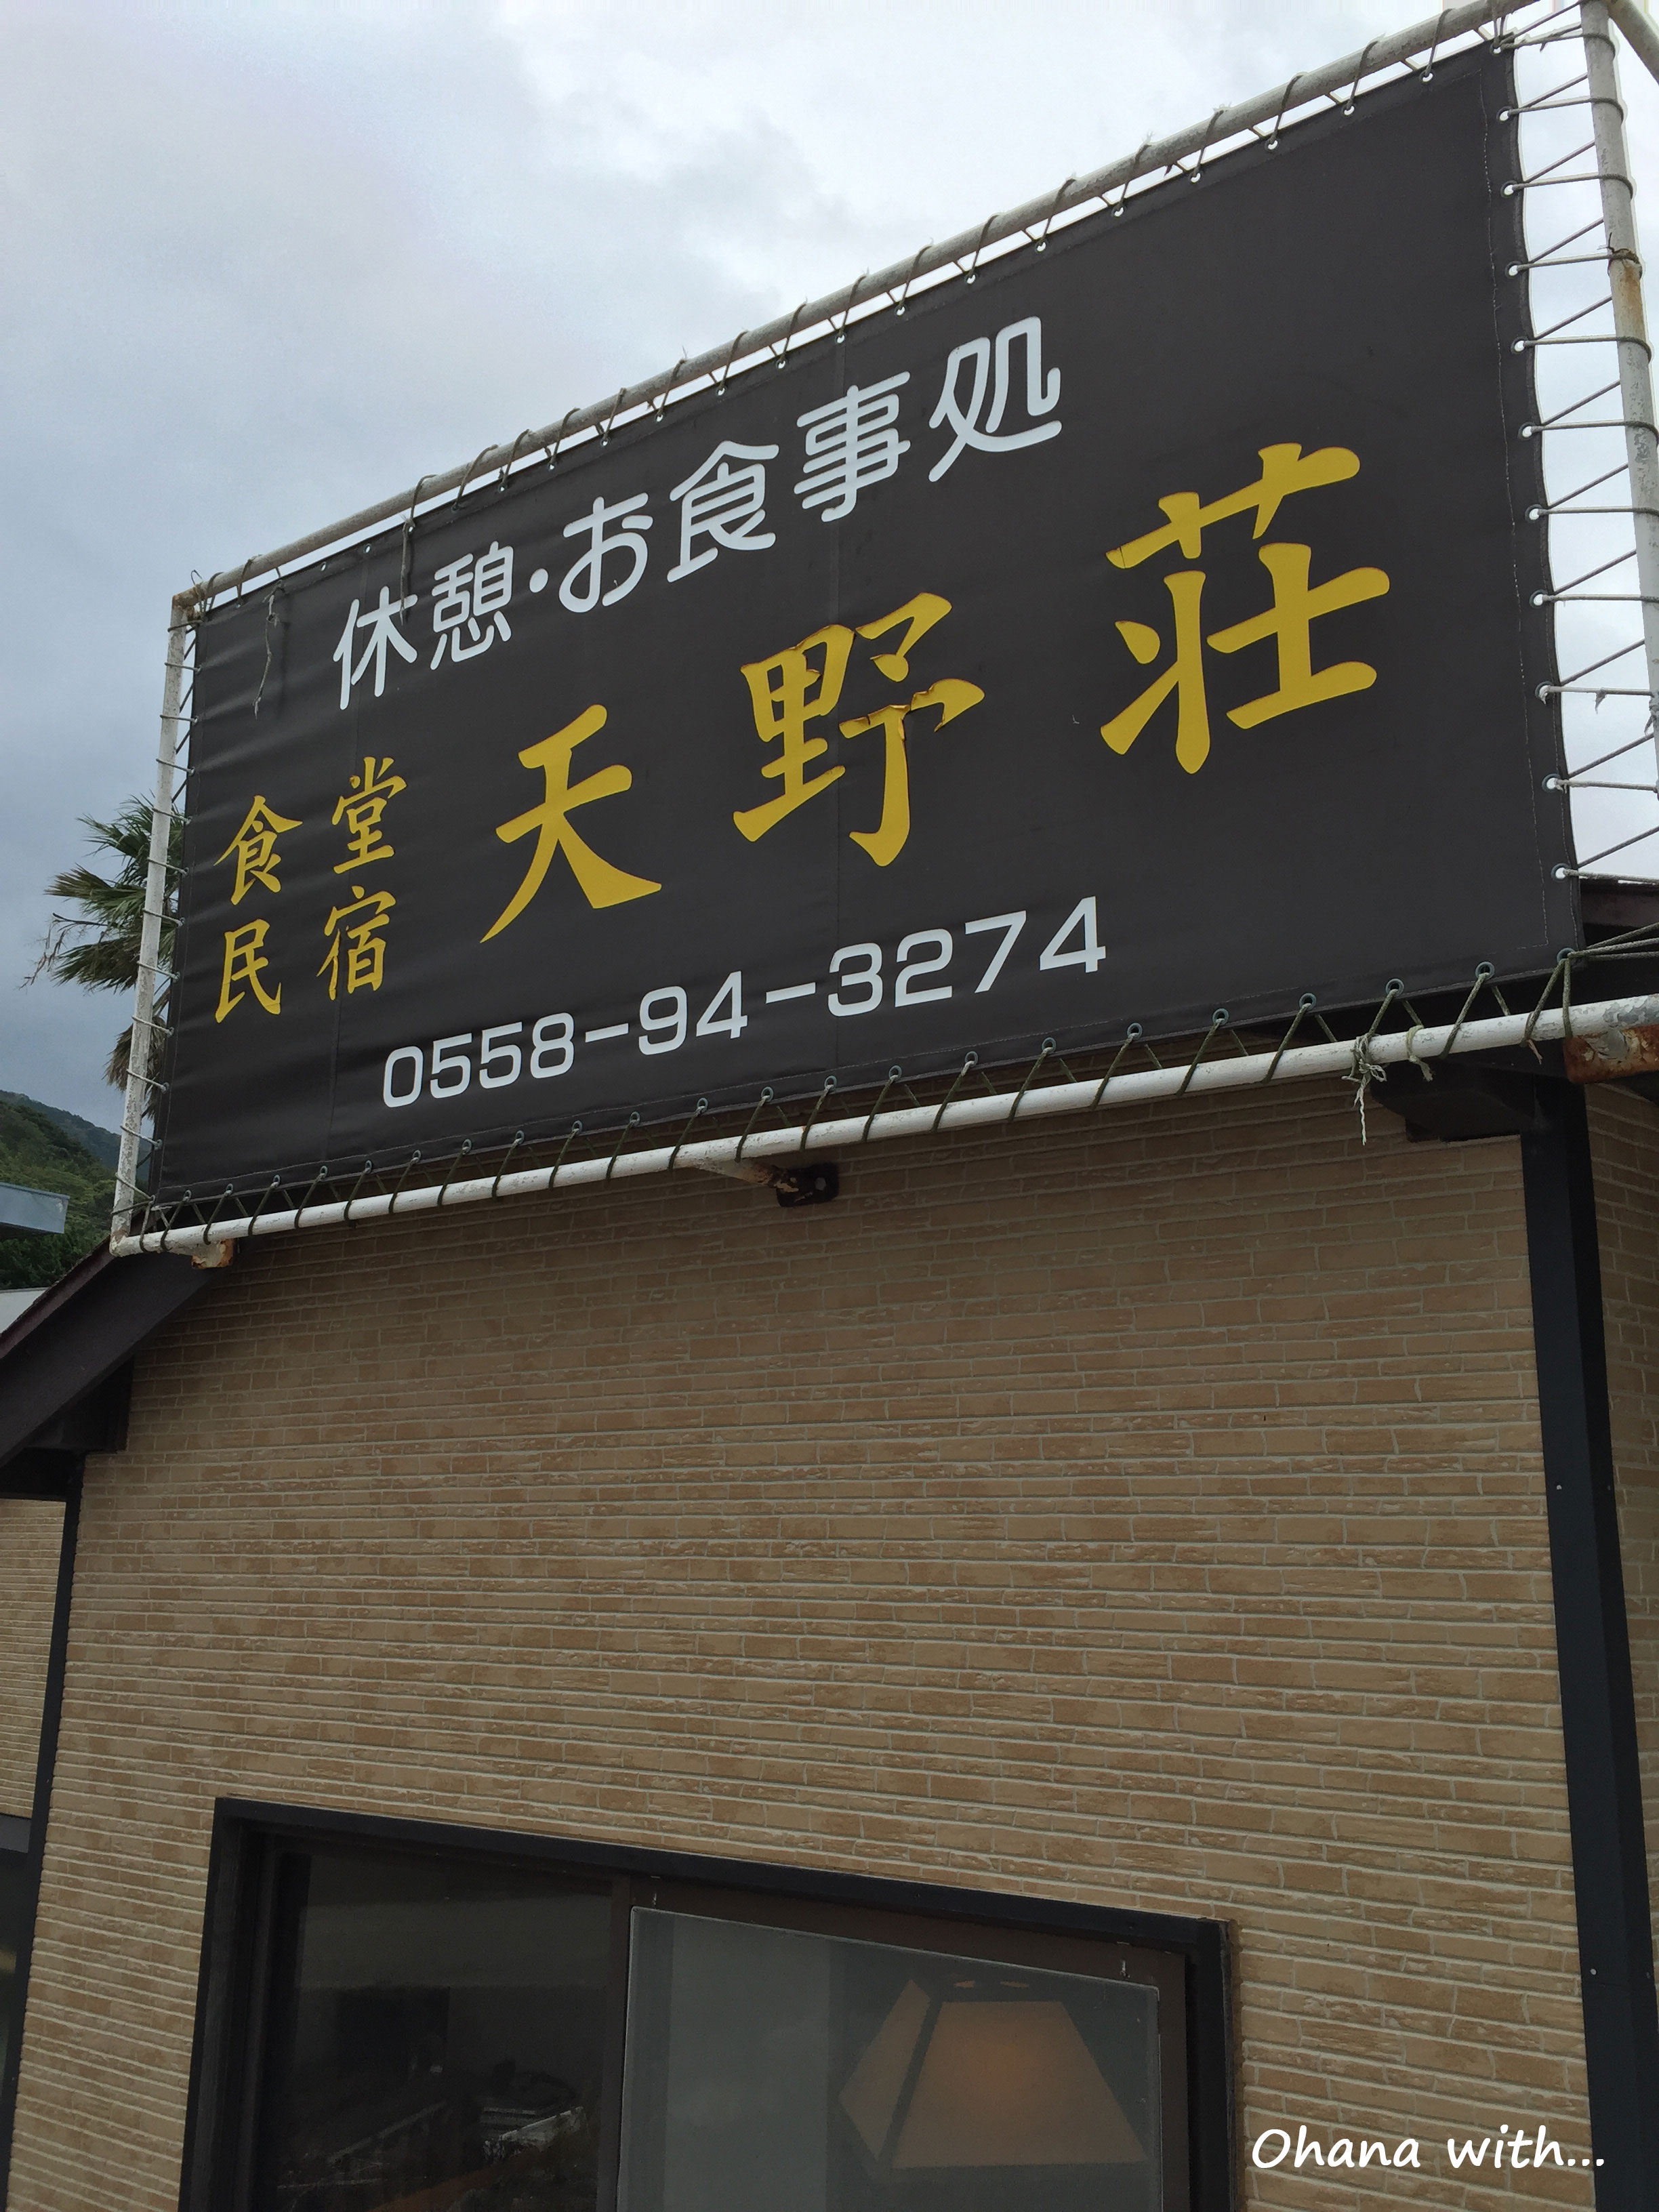 休憩・お食事処
食堂
民宿
天野荘
0558-94-3274
Ohana with...